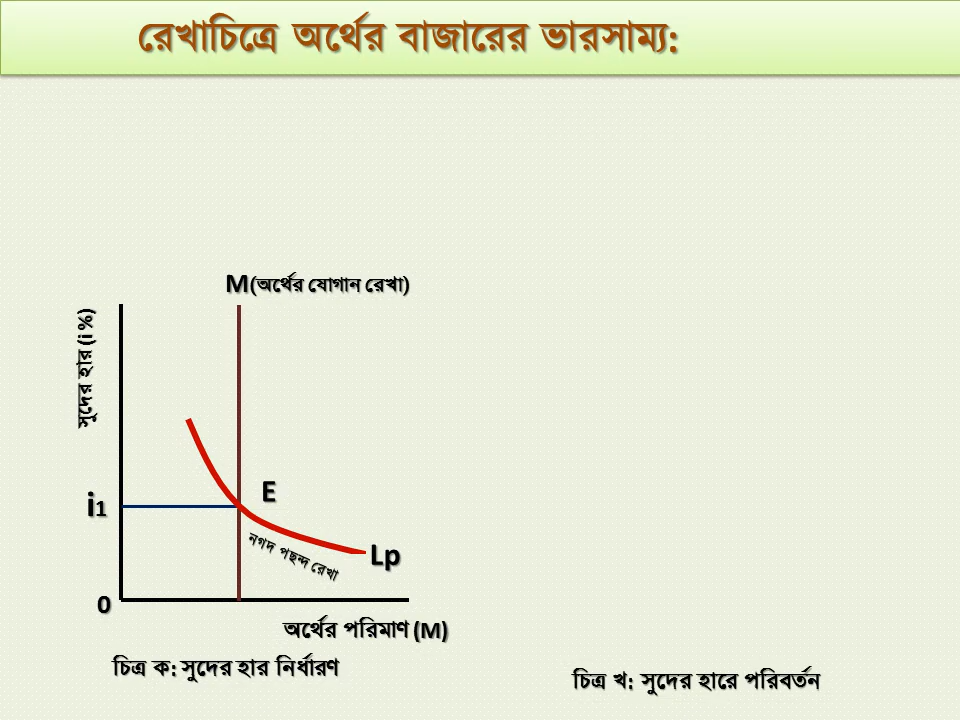 রেখাচিত্রে অর্থের বাজারের ভারসাম্য:
M(অর্থের যোগান রেখা)
সুদের হার (i %)
E
i1
নগদ পছন্দ রেখা
Lp
0
অর্থের পরিমাণ (M)
চিত্র ক: সুদের হার নির্ধারণ
চিত্র খ: সুদের হারে পরিবর্তন